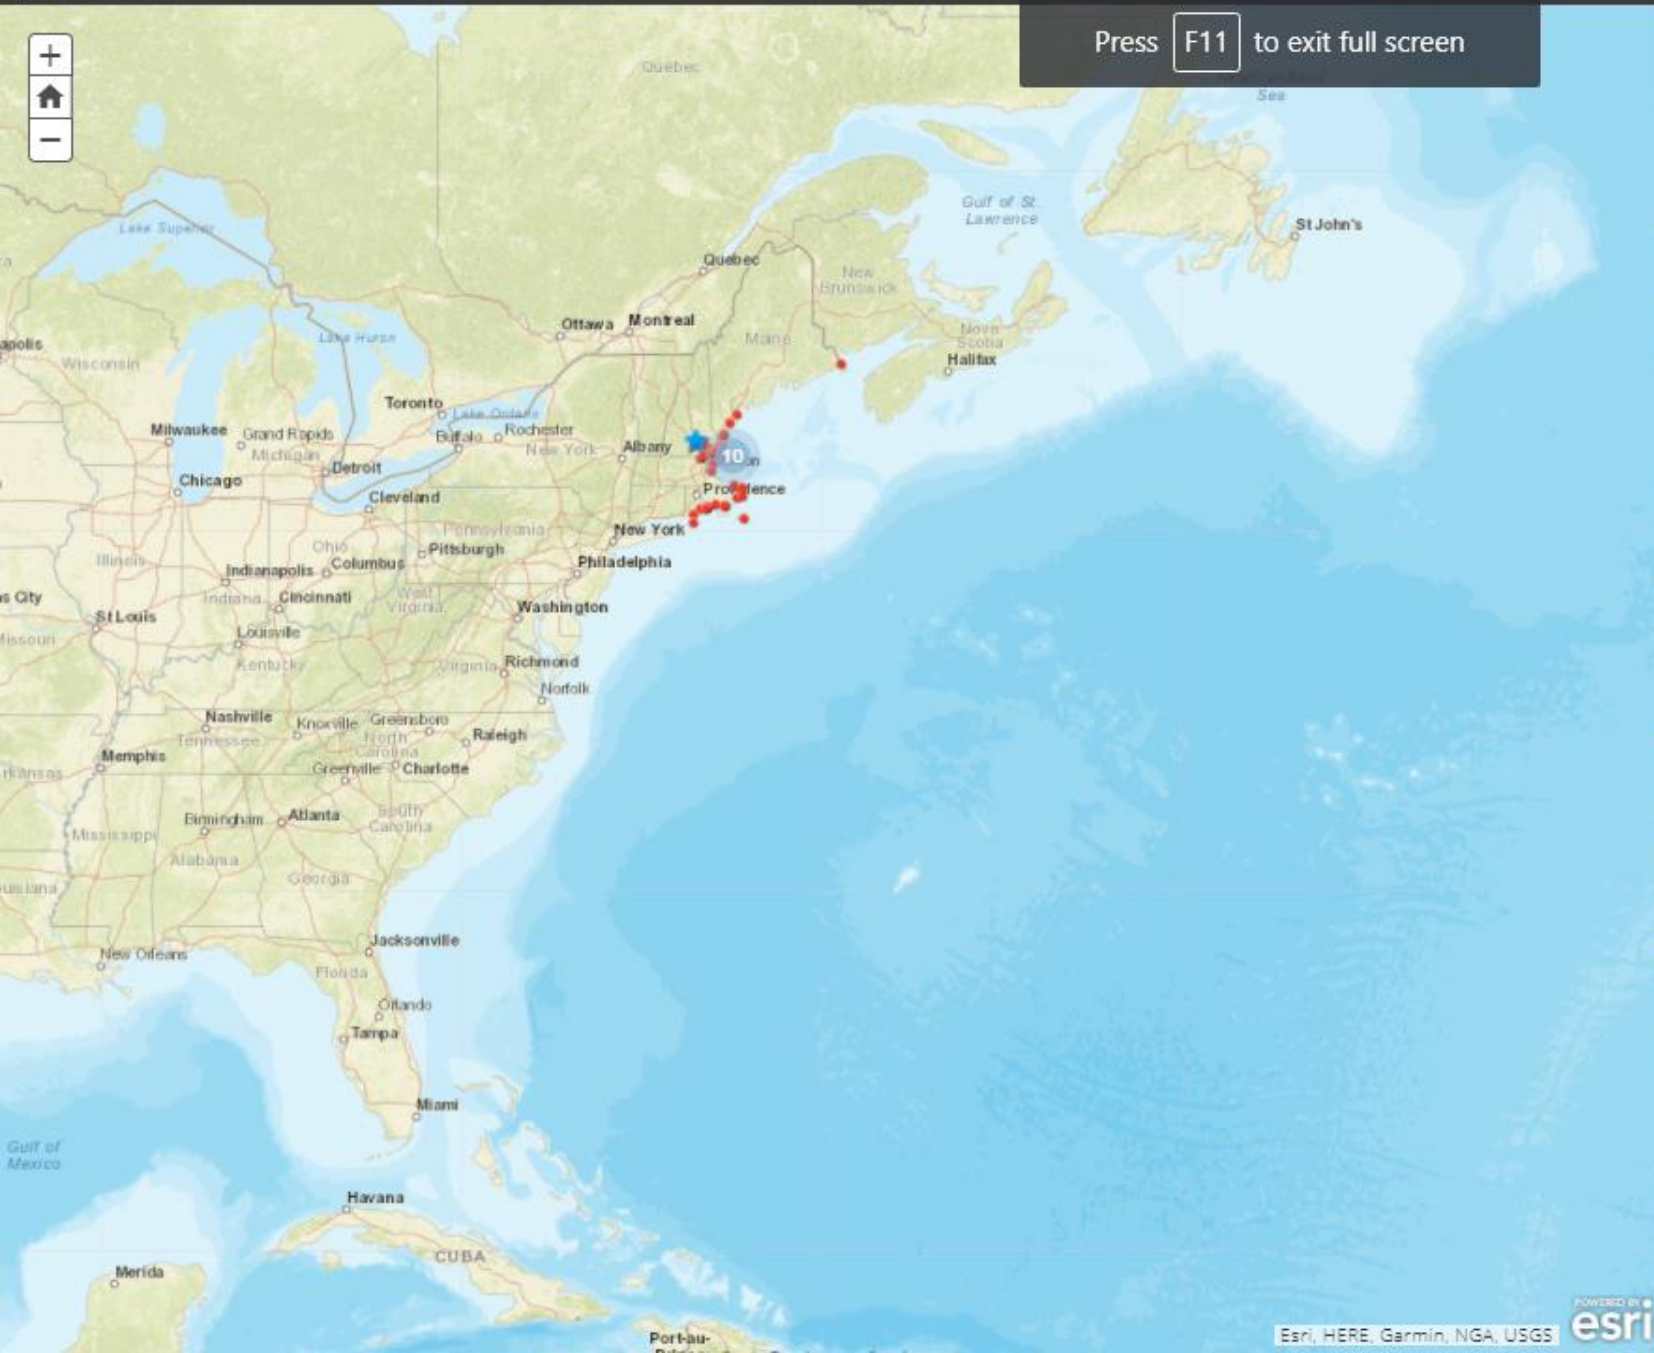 Press F11 to exit full screen
+
−
Quebec
Sea
Gulf of St
Lawrence
St John's
Lake Superior
Quebec
New
Brunswick
Ottawa
Montreal
Maine
Nova
Scotia
Halifax
apolis
Wisconsin
Lake Huron
Toronto
Lake Ontario
Milwaukee
Grand Rapids
Michigan
Buffalo
Rochester
New York
Albany
10
on
Detroit
Chicago
Cleveland
Providence
New York
Pennsylvania
Pittsburgh
Philadelphia
Illinois
Ohio
Indianapolis
Columbus
Indiana
Cincinnati
West
Virginia
Washington
as City
St Louis
Missouri
Louisville
Kentucky
Virginia
Richmond
Norfolk
Nashville
Tennessee
Knoxville
Greensboro
North
Carolina
Raleigh
Memphis
rkansas
Greenville
Charlotte
Birmingham
Atlanta
South
Carolina
Mississippi
Alabama
Georgia
ouisiana
New Orleans
Jacksonville
Florida
Orlando
Tampa
Miami
Gulf of
Mexico
Havana
CUBA
Merida
Port-au-
Esri, HERE, Garmin, NGA, USGS
POWERED BY
esri